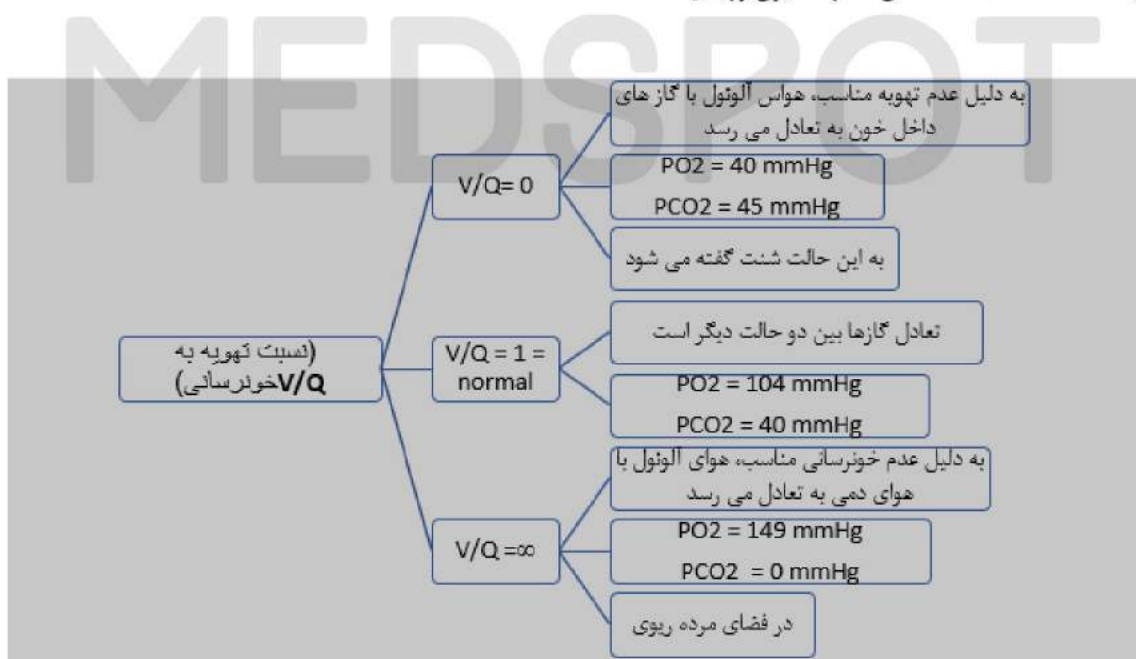 MEDSPOT
به دلیل عدم تهویه مناسب، هواس آلوئول با گاز های
داخل خون به تعادل می رسد
V/Q= 0
PO2 = 40 mmHg
PCO2 = 45 mmHg
به این حالت شنت گفته می شود
(نسبت تهویه به
V/Qخونرسانی)
V/Q = 1 =
normal
تعادل گازها بین دو حالت دیگر است
PO2 = 104 mmHg
PCO2 = 40 mmHg
به دلیل عدم خونرسانی مناسب، هوای آلوئول با
هوای دمی به تعادل می رسد
V/Q =∞
PO2 = 149 mmHg
PCO2 = 0 mmHg
در فضای مرده ریوی